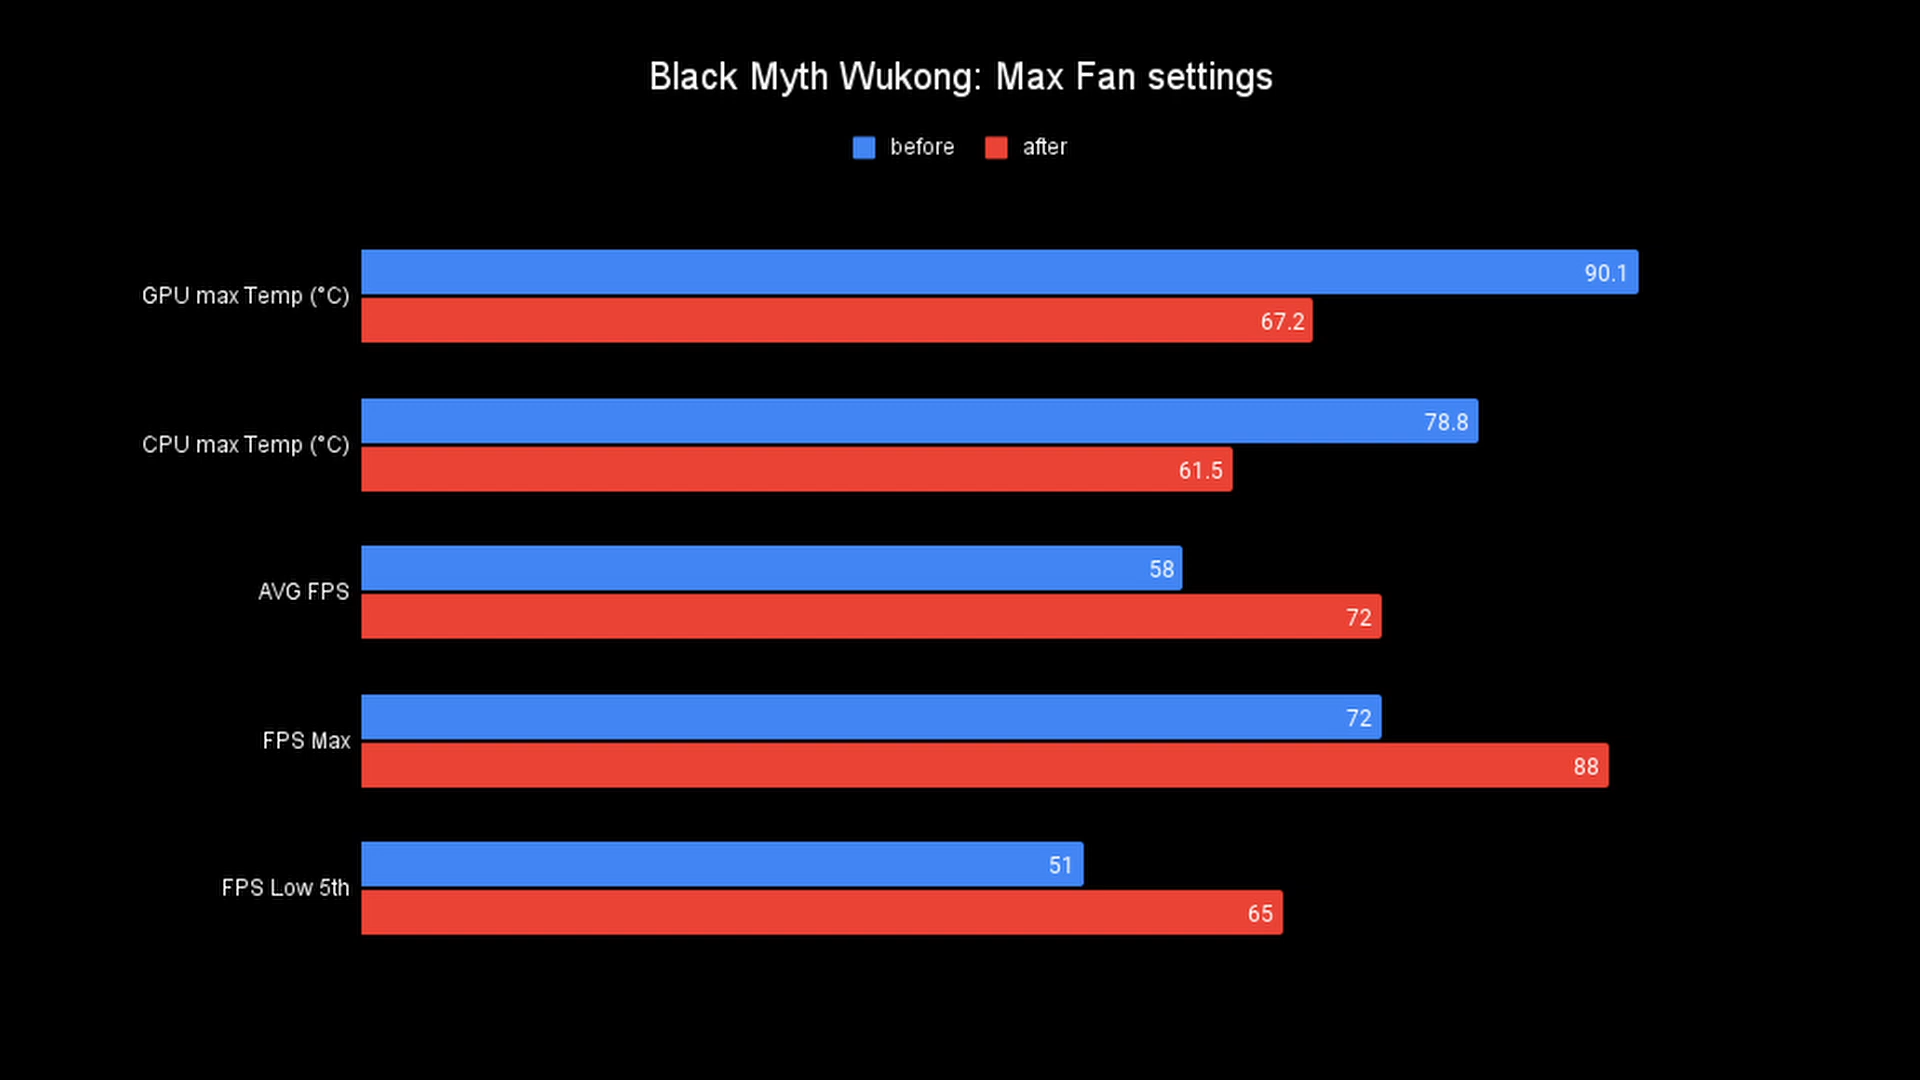 Black Myth Wukong: Max Fan settings
before after
GPU max Temp (°C)
90.1
67.2
CPU max Temp (°C)
78.8
61.5
AVG FPS
58
72
FPS Max
72
88
FPS Low 5th
51
65